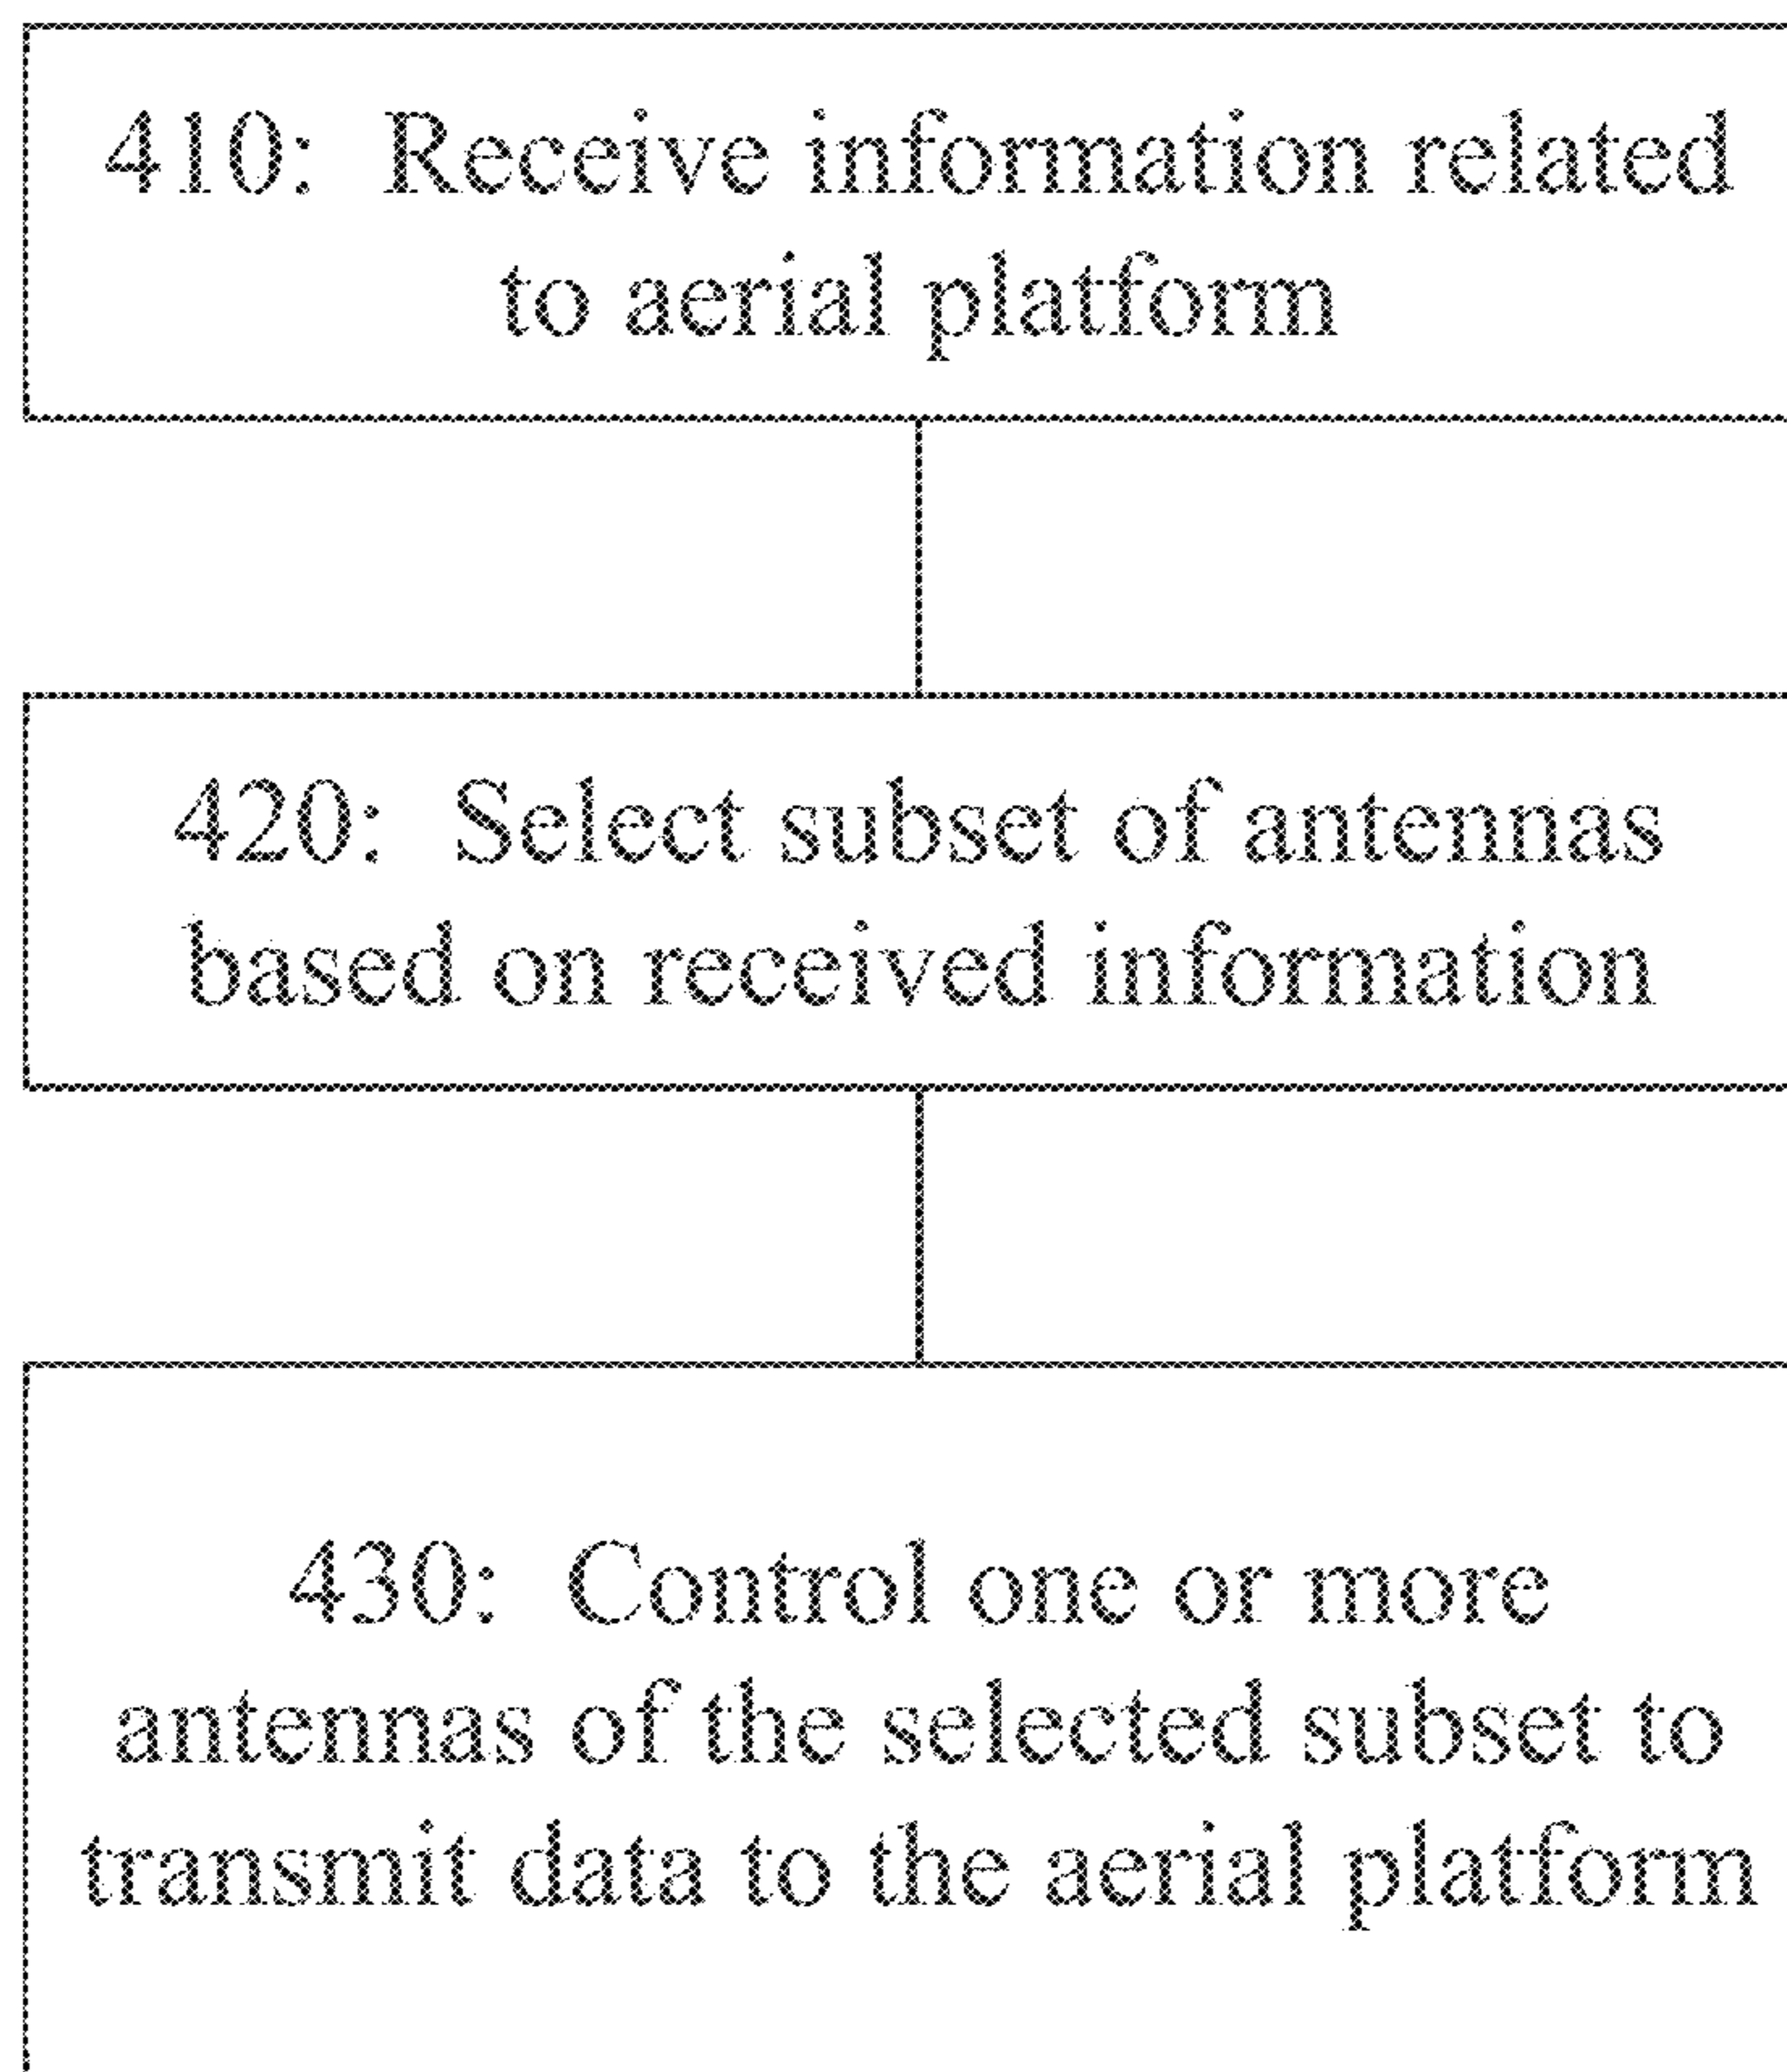 410: Receive information related
to aerial platform
420: Select subset of antennas
based on received information
430: Control one or more
antennas of the selected subset to
transmit data to the aerial platform